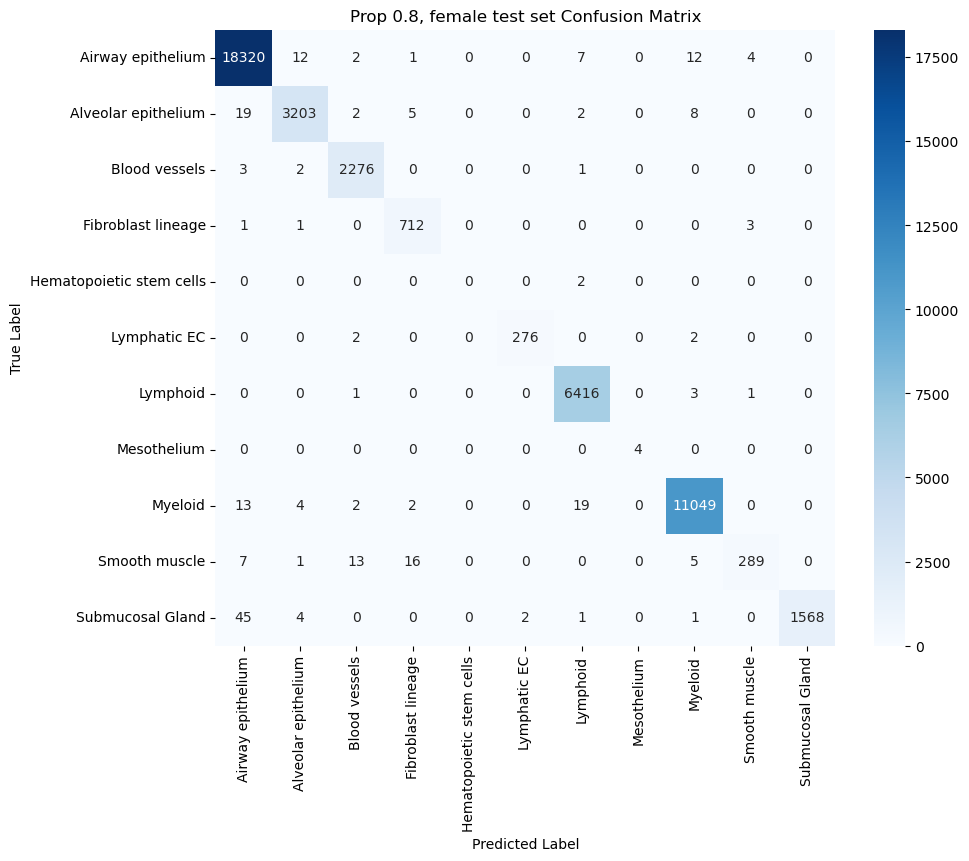 Prop 0.8, female test set Confusion Matrix
True Label
Airway epithelium 18320 12 2 1 0 0 7 0 12 4 0
Alveolar epithelium 19 3203 2 5 0 0 2 0 8 0 0
Blood vessels 3 2 2276 0 0 0 1 0 0 0 0
Fibroblast lineage 1 1 0 712 0 0 0 0 0 3 0
Hematopoietic stem cells 0 0 0 0 0 0 2 0 0 0 0
Lymphatic EC 0 0 2 0 0 276 0 0 2 0 0
Lymphoid 0 0 1 0 0 0 6416 0 3 1 0
Mesothelium 0 0 0 0 0 0 0 4 0 0 0
Myeloid 13 4 2 2 0 0 19 0 11049 0 0
Smooth muscle 7 1 13 16 0 0 0 0 5 289 0
Submucosal Gland 45 4 0 0 0 2 1 0 1 0 1568
Airway epithelium
Alveolar epithelium
Blood vessels
Fibroblast lineage
Hematopoietic stem cells
Lymphatic EC
Lymphoid
Mesothelium
Myeloid
Smooth muscle
Submucosal Gland
Predicted Label
17500
15000
12500
10000
7500
5000
2500
0